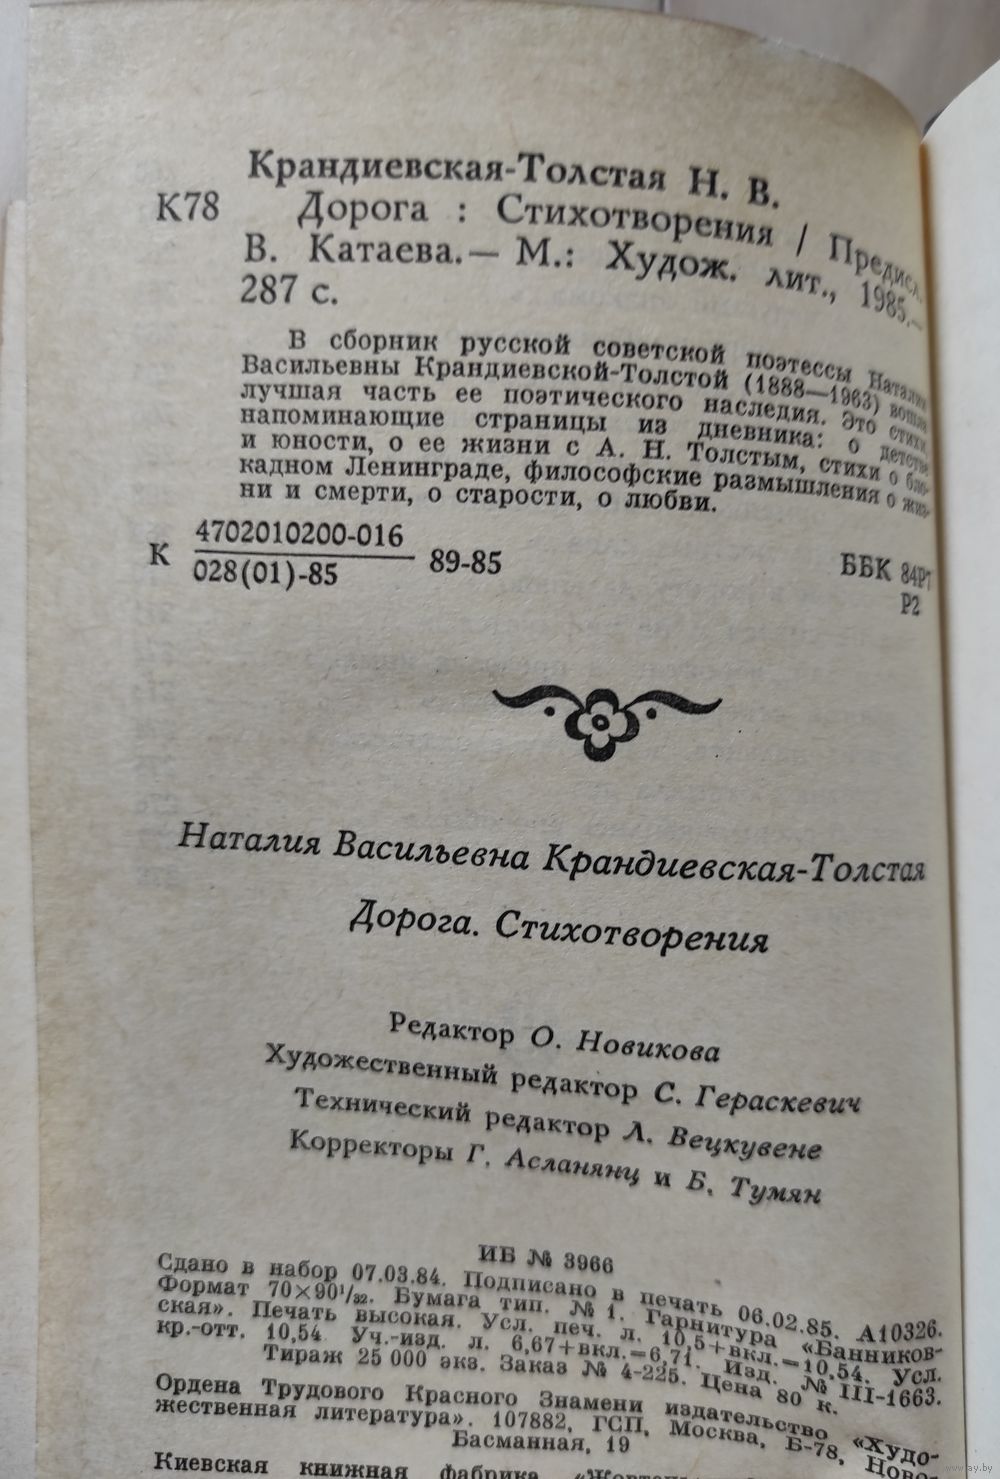 Крандиевская-Толстая Н. В.
К78 Дорога : Стихотворения / Предисл.
В. Катаева.— М.: Худож. лит., 1985.—
287 с.
В сборник русской советской поэтессы Наталии
Васильевны Крандиевской-Толстой (1888—1963) вошла
лучшая часть ее поэтического наследия. Это стихи,
напоминающие страницы из дневника: о детстве
и юности, о ее жизни с А. Н. Толстым, стихи о бло-
кадном Ленинграде, философские размышления о жиз-
ни и смерти, о старости, о любви.
К 4702010200-016
028(01)-85 89-85
ББК 84Р7
Р2
Наталия Васильевна Крандиевская-Толстая
Дорога. Стихотворения
Редактор О. Новикова
Художественный редактор С. Гераскевич
Технический редактор Л. Вецкувене
Корректоры Г. Асланянц и Б. Тумян
ИБ № 3966
Сдано в набор 07.03.84. Подписано в печать 06.02.85. А10326.
Формат 70×90¹/₃₂. Бумага тип. № 1. Гарнитура «Банников-
ская». Печать высокая. Усл. печ. л. 10,5+вкл.=10,54. Усл.
кр.-отт. 10,54 Уч.-изд. л. 6,67+вкл.=6,71. Изд. № III-1663.
Тираж 25 000 экз. Заказ № 4-225. Цена 80 к.
Ордена Трудового Красного Знамени издательство «Худо-
жественная литература». 107882, ГСП, Москва, Б-78, Ново-
Басманная, 19
Киевская книжная фабрика
www.ay.by